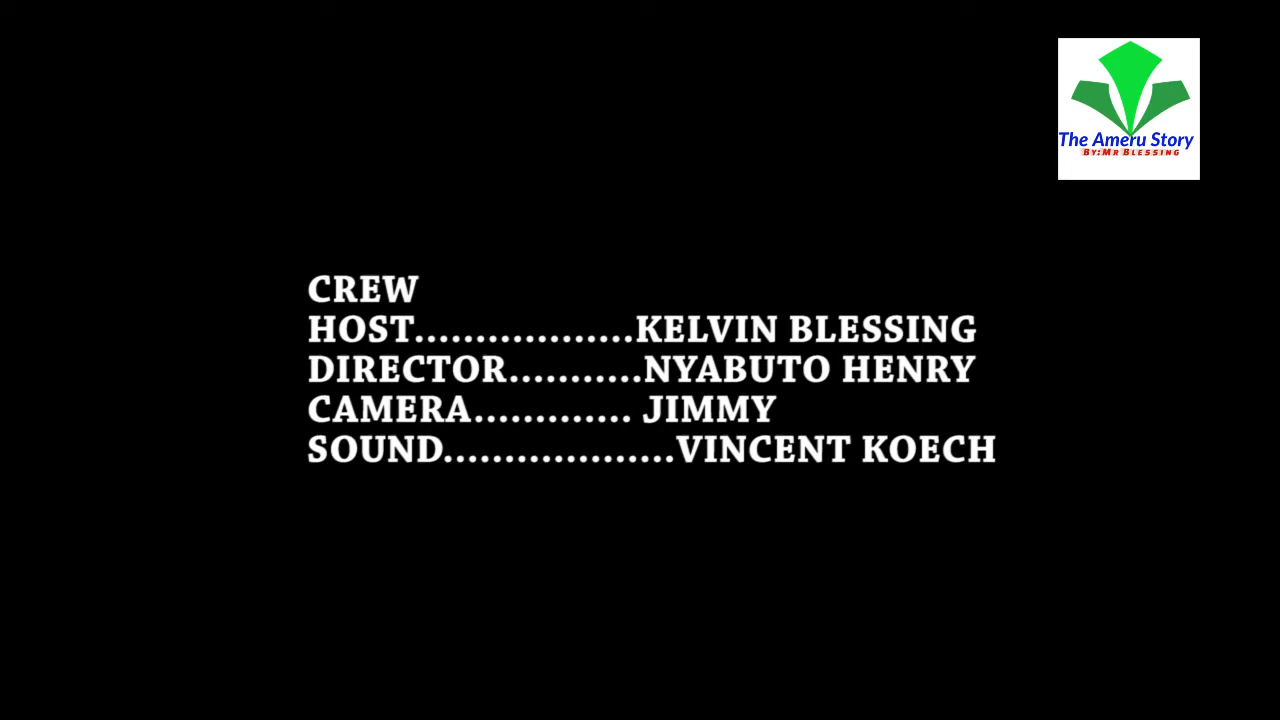 The Ameru Story
By:Mr Blessing
CREW
HOST..................KELVIN BLESSING
DIRECTOR...........NYABUTO HENRY
CAMERA............. JIMMY
SOUND...................VINCENT KOECH